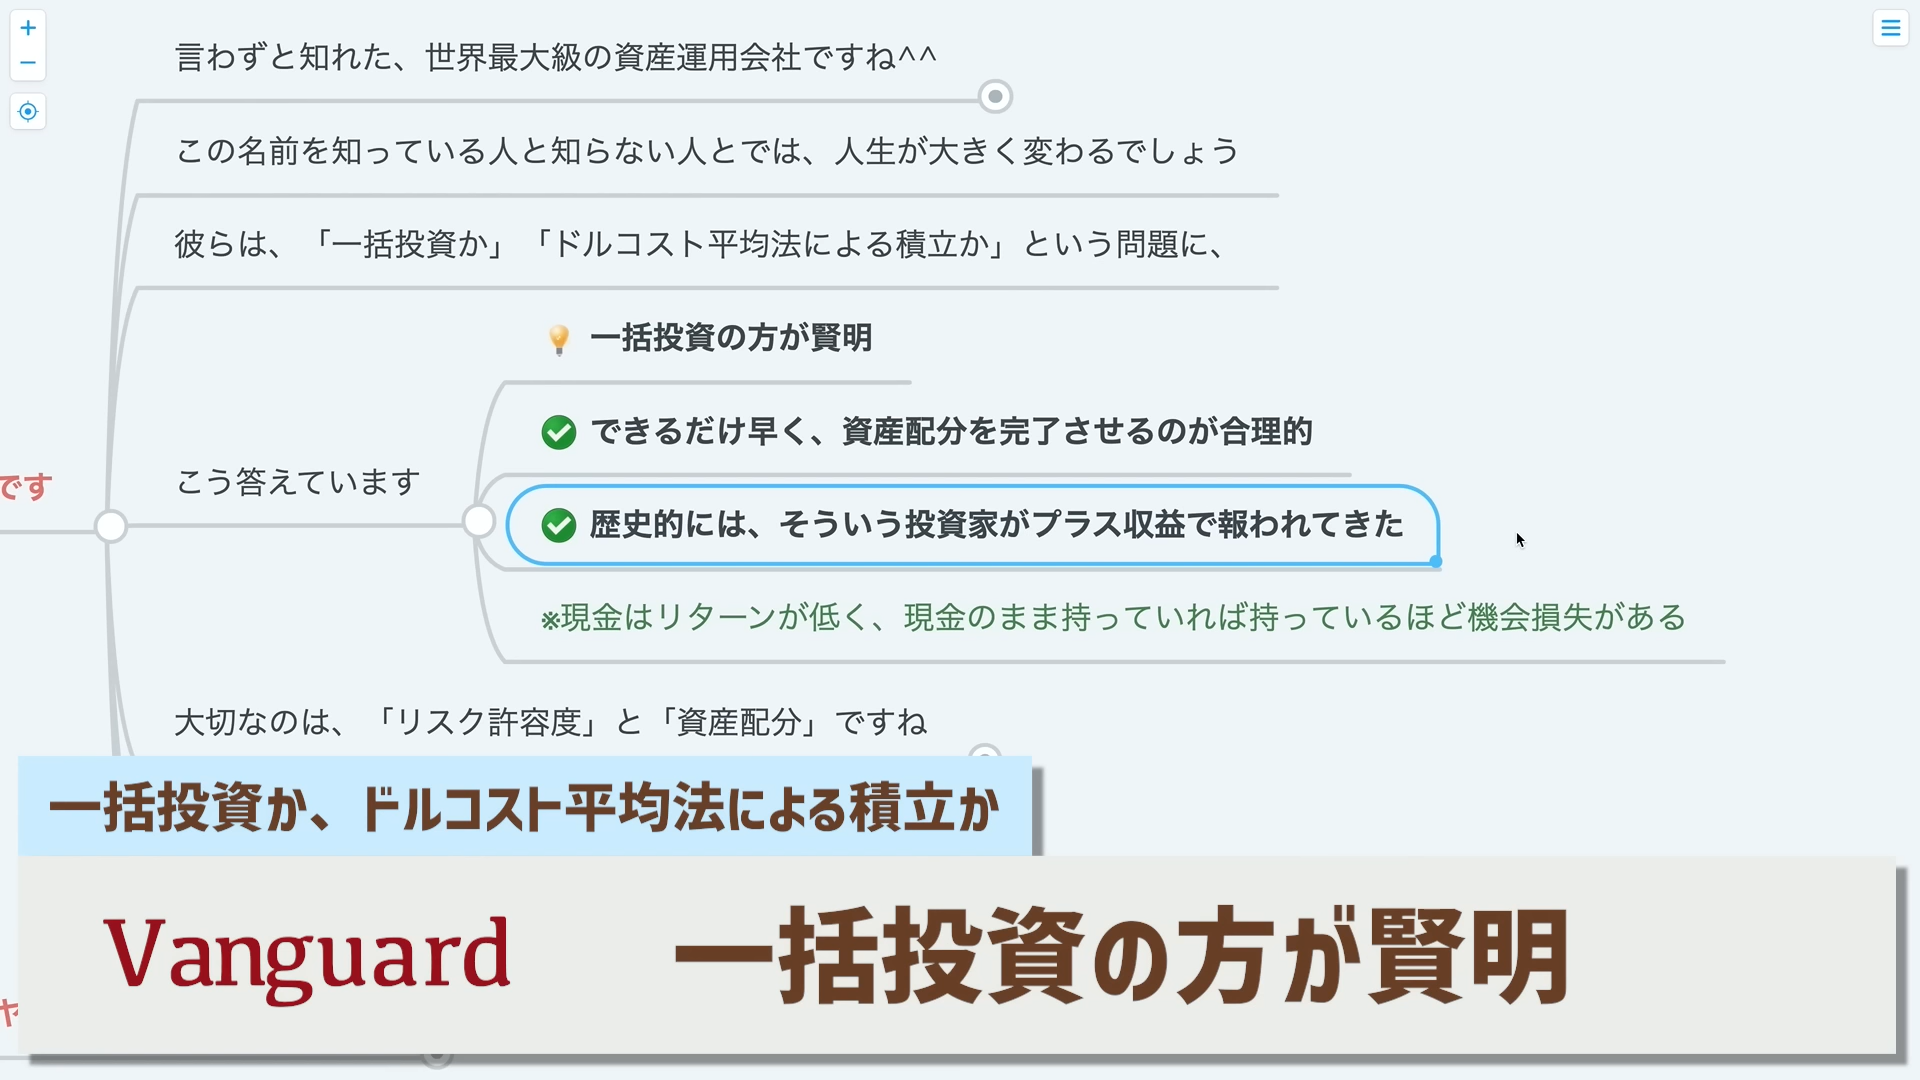 言わずと知れた、世界最大級の資産運用会社ですね^^
この名前を知っている人と知らない人とでは、人生が大きく変わるでしょう
彼らは、「一括投資か」「ドルコスト平均法による積立か」という問題に、
一括投資の方が賢明
できるだけ早く、資産配分を完了させるのが合理的
です
こう答えています
歴史的には、そういう投資家がプラス収益で報われてきた
※現金はリターンが低く、現金のまま持っていれば持っているほど機会損失がある
大切なのは、「リスク許容度」と「資産配分」ですね
一括投資か、ドルコスト平均法による積立か
Vanguard 一括投資の方が賢明